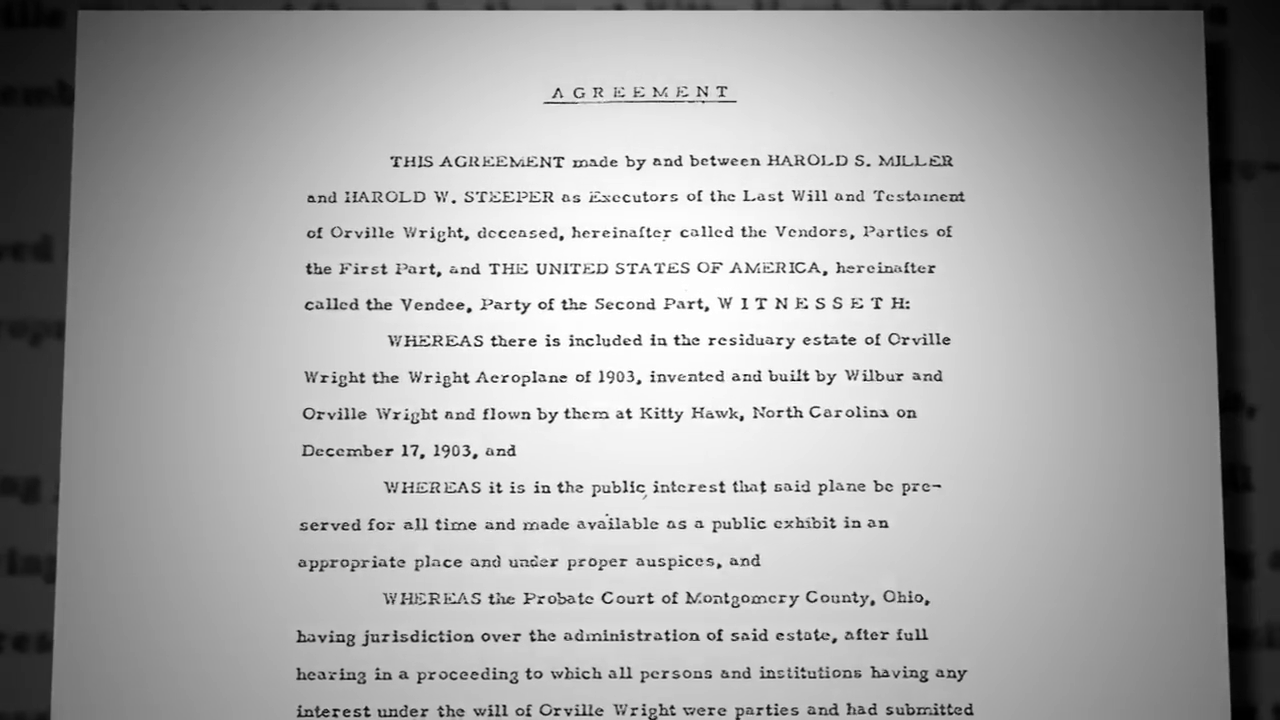 AGREEMENT
THIS AGREEMENT made by and between HAROLD S. MILLER
and HAROLD W. STEEPER as Executors of the Last Will and Testament
of Orville Wright, deceased, hereinafter called the Vendors, Parties of
the First Part, and THE UNITED STATES OF AMERICA, hereinafter
called the Vendee, Party of the Second Part, WITNESSETH:
WHEREAS there is included in the residuary estate of Orville
Wright the Wright Aeroplane of 1903, invented and built by Wilbur and
Orville Wright and flown by them at Kitty Hawk, North Carolina on
December 17, 1903, and
WHEREAS it is in the public interest that said plane be pre-
served for all time and made available as a public exhibit in an
appropriate place and under proper auspices, and
WHEREAS the Probate Court of Montgomery County, Ohio,
having jurisdiction over the administration of said estate, after full
hearing in a proceeding to which all persons and institutions having any
interest under the will of Orville Wright were parties and had submitted